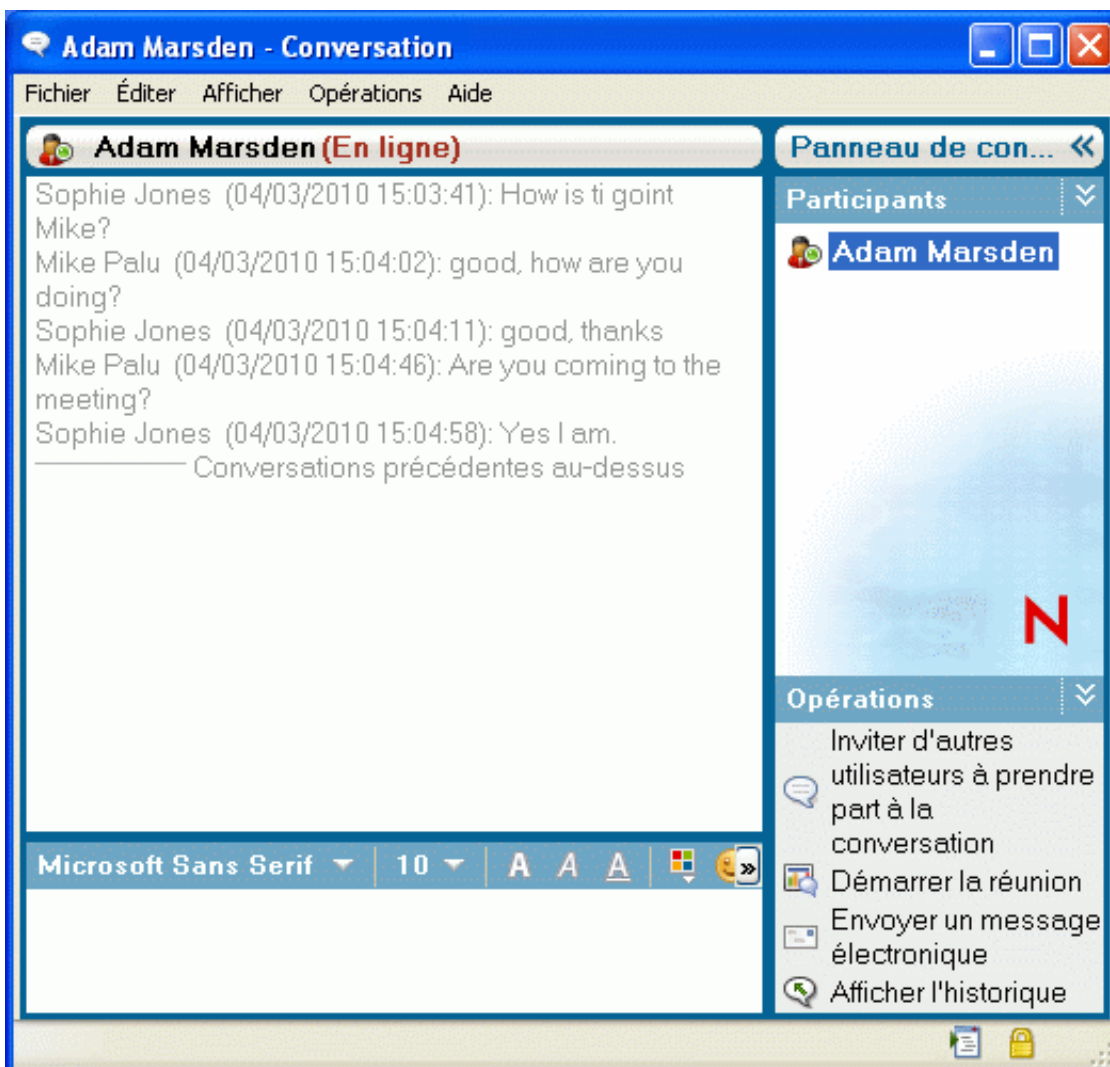 Adam Marsden - Conversation
Fichier Éditer Afficher Opérations Aide
Adam Marsden (En ligne)
Sophie Jones (04/03/2010 15:03:41): How is ti goint
Mike?
Mike Palu (04/03/2010 15:04:02): good, how are you
doing?
Sophie Jones (04/03/2010 15:04:11): good, thanks
Mike Palu (04/03/2010 15:04:46): Are you coming to the
meeting?
Sophie Jones (04/03/2010 15:04:58): Yes I am.
Conversations précédentes au-dessus
Microsoft Sans Serif 10 A A A
Panneau de con...
Participants
Adam Marsden
N
Opérations
Inviter d'autres
utilisateurs à prendre
part à la
conversation
Démarrer la réunion
Envoyer un message
électronique
Afficher l'historique